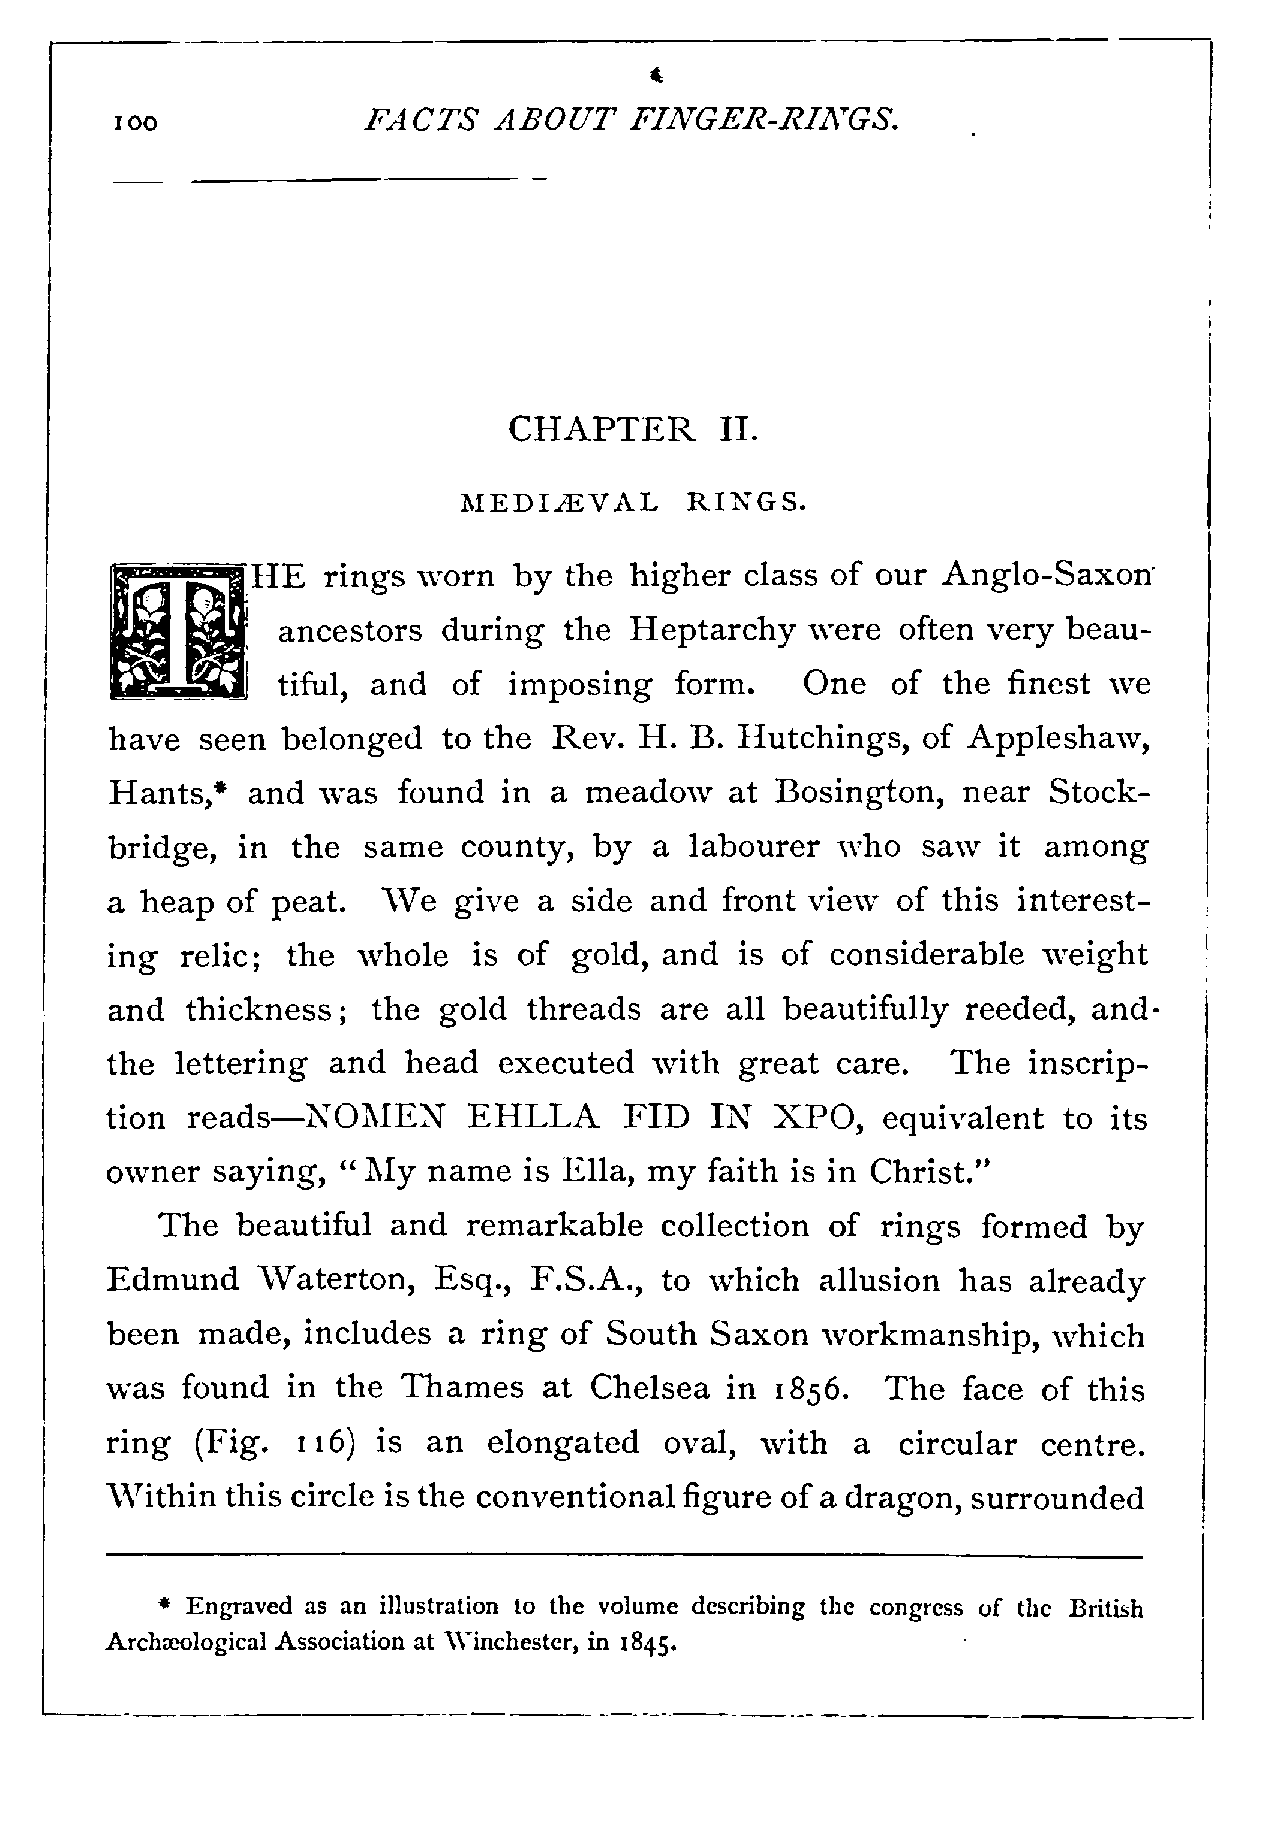 100 FACTS ABOUT FINGER-RINGS.
CHAPTER II.
MEDIÆVAL RINGS.
THE rings worn by the higher class of our Anglo-Saxon
ancestors during the Heptarchy were often very beau-
tiful, and of imposing form. One of the finest we
have seen belonged to the Rev. H. B. Hutchings, of Appleshaw,
Hants,* and was found in a meadow at Bosington, near Stock-
bridge, in the same county, by a labourer who saw it among
a heap of peat. We give a side and front view of this interest-
ing relic; the whole is of gold, and is of considerable weight
and thickness; the gold threads are all beautifully reeded, and
the lettering and head executed with great care. The inscrip-
tion reads—NOMEN EHLLA FID IN XPO, equivalent to its
owner saying, “My name is Ella, my faith is in Christ.”
The beautiful and remarkable collection of rings formed by
Edmund Waterton, Esq., F.S.A., to which allusion has already
been made, includes a ring of South Saxon workmanship, which
was found in the Thames at Chelsea in 1856. The face of this
ring (Fig. 116) is an elongated oval, with a circular centre.
Within this circle is the conventional figure of a dragon, surrounded
* Engraved as an illustration to the volume describing the congress of the British
Archæological Association at Winchester, in 1845.